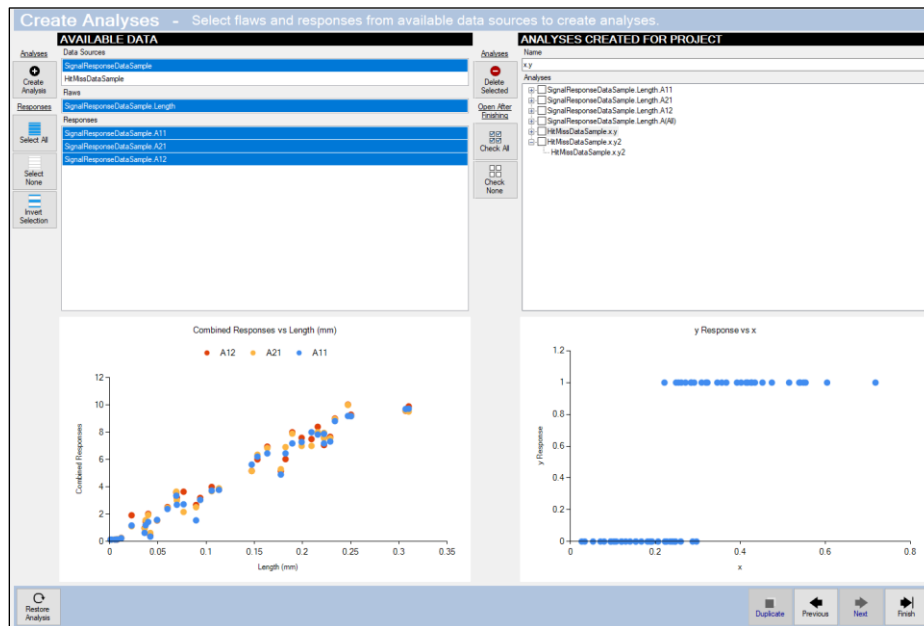 Create Analyses - Select flaws and responses from available data sources to create analyses.
AVAILABLE DATA
Analyses
Create
Analysis
Responses
Select All
Select
None
Invert
Selection
Data Sources
SignalResponseDataSample
HitMissDataSample
Flaws
SignalResponseDataSample.Length
Responses
SignalResponseDataSample.A11
SignalResponseDataSample.A21
SignalResponseDataSample.A12
ANALYSES CREATED FOR PROJECT
Analyses
Delete
Selected
Open After
Finishing
Check All
Check
None
Name
x.y
Analyses
SignalResponseDataSample.Length.A11
SignalResponseDataSample.Length.A21
SignalResponseDataSample.Length.A12
SignalResponseDataSample.Length.A(All)
HitMissDataSample.x.y
HitMissDataSample.x.y2
HitMissDataSample.x.y2
Combined Responses vs Length (mm)
A12 A21 A11
Combined Responses
12
10
8
6
4
2
0
0 0.05 0.1 0.15 0.2 0.25 0.3 0.35
Length (mm)
y Response vs x
y Response
1.2
1
0.8
0.6
0.4
0.2
0
0 0.2 0.4 0.6 0.8
x
Restore
Analysis
Duplicate Previous Next Finish